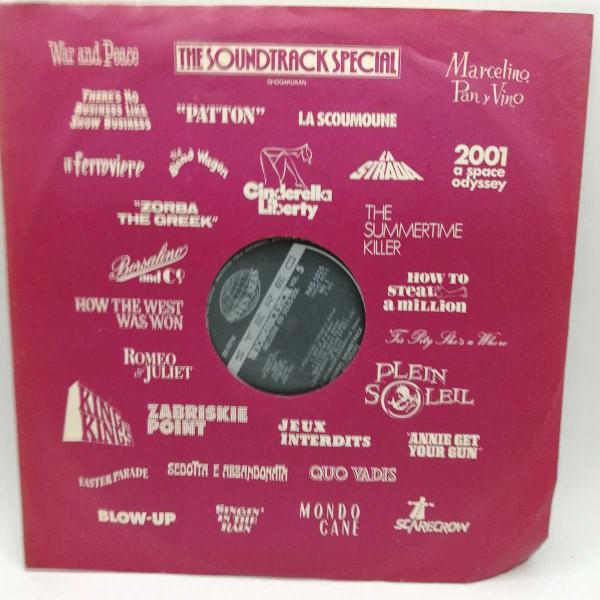 War and Peace
THE SOUNDTRACK SPECIAL
SHOGAKUKAN
Marcelino,
Pan y Vino
THERE'S NO
BUSINESS LIKE
SHOW BUSINESS
"PATTON"
LA SCOUMOUNE
il ferroviere
the Band Wagon
Cinderella
Liberty
LA
STRADA
2001
a space
odyssey
"ZORBA
THE GREEK"
THE
SUMMERTIME
KILLER
Borsalino
and Co
STEREO
HOW TO
STEAL
a million
HOW THE WEST
WAS WON
'Tis Pity She's a Whore
ROMEO
& JULIET
PLEIN
SOLEIL
KING OF
KINGS
ZABRISKIE
POINT
JEUX
INTERDITS
"ANNIE GET
YOUR GUN"
EASTER PARADE
SEDOTTA E ABBANDONATA
QUO VADIS
BLOW-UP
SINGIN'
IN THE
RAIN
MONDO
CANE
SCARECROW